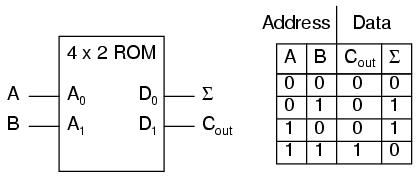 4 x 2 ROM
A A₀ D₀ Σ
B A₁ D₁ Cout
Address Data
A B Cout Σ
0 0 0 0
0 1 0 1
1 0 0 1
1 1 1 0